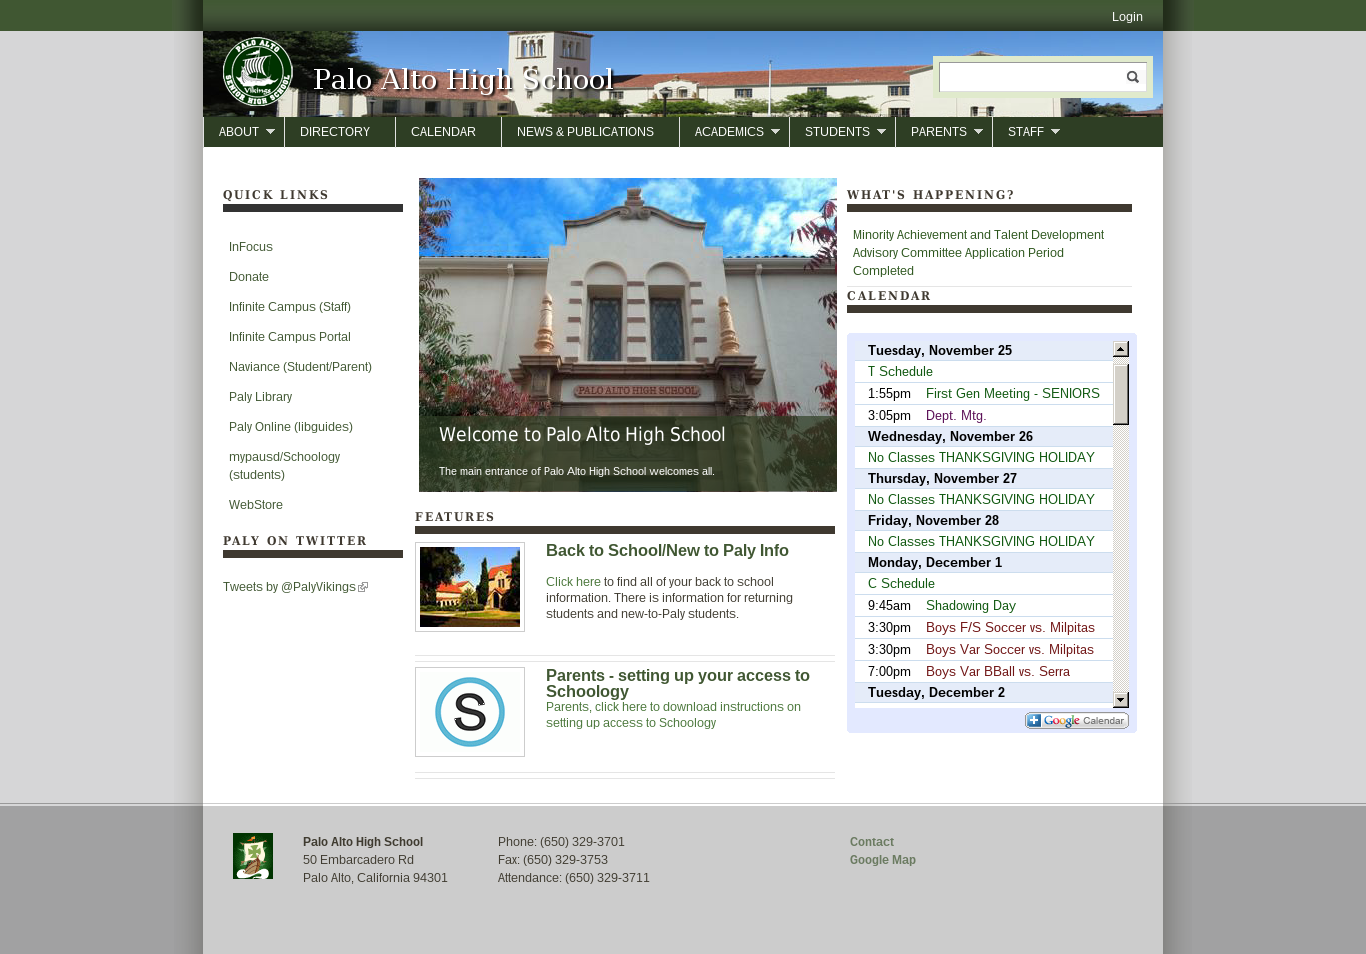 Login
PALO ALTO
Vikings
SENIOR HIGH SCHOOL
Palo Alto High School
ABOUT
DIRECTORY
CALENDAR
NEWS & PUBLICATIONS
ACADEMICS
STUDENTS
PARENTS
STAFF
QUICK LINKS
InFocus
Donate
Infinite Campus (Staff)
Infinite Campus Portal
Naviance (Student/Parent)
Paly Library
Paly Online (libguides)
mypausd/Schoology
(students)
WebStore
PALY ON TWITTER
Tweets by @PalyVikings
PALO ALTO HIGH SCHOOL
Welcome to Palo Alto High School
The main entrance of Palo Alto High School welcomes all.
FEATURES
Back to School/New to Paly Info
Click here to find all of your back to school
information. There is information for returning
students and new-to-Paly students.
S
Parents - setting up your access to
Schoology
Parents, click here to download instructions on
setting up access to Schoology
WHAT'S HAPPENING?
Minority Achievement and Talent Development
Advisory Committee Application Period
Completed
CALENDAR
Tuesday, November 25
T Schedule
1:55pm First Gen Meeting - SENIORS
3:05pm Dept. Mtg.
Wednesday, November 26
No Classes THANKSGIVING HOLIDAY
Thursday, November 27
No Classes THANKSGIVING HOLIDAY
Friday, November 28
No Classes THANKSGIVING HOLIDAY
Monday, December 1
C Schedule
9:45am Shadowing Day
3:30pm Boys F/S Soccer vs. Milpitas
3:30pm Boys Var Soccer vs. Milpitas
7:00pm Boys Var BBall vs. Serra
Tuesday, December 2
Google Calendar
Palo Alto High School
50 Embarcadero Rd
Palo Alto, California 94301
Phone: (650) 329-3701
Fax: (650) 329-3753
Attendance: (650) 329-3711
Contact
Google Map